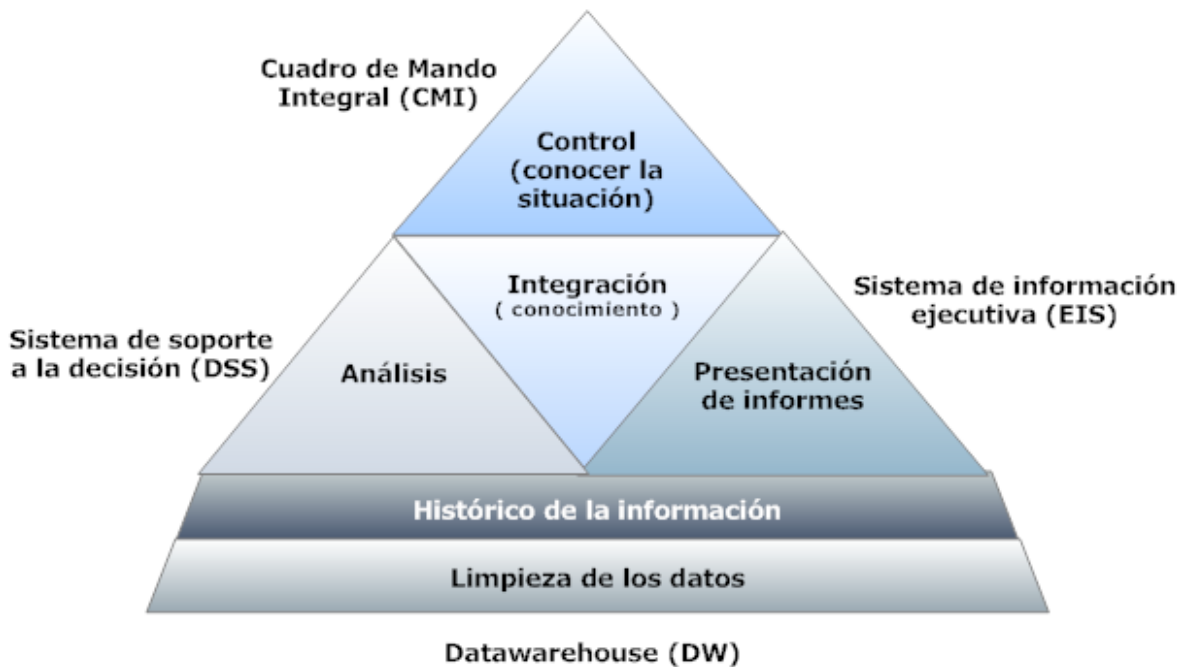 Cuadro de Mando
Integral (CMI)
Control
(conocer la
situación)
Integración
( conocimiento )
Sistema de información
ejecutiva (EIS)
Sistema de soporte
a la decisión (DSS)
Análisis
Presentación
de informes
Histórico de la información
Limpieza de los datos
Datawarehouse (DW)